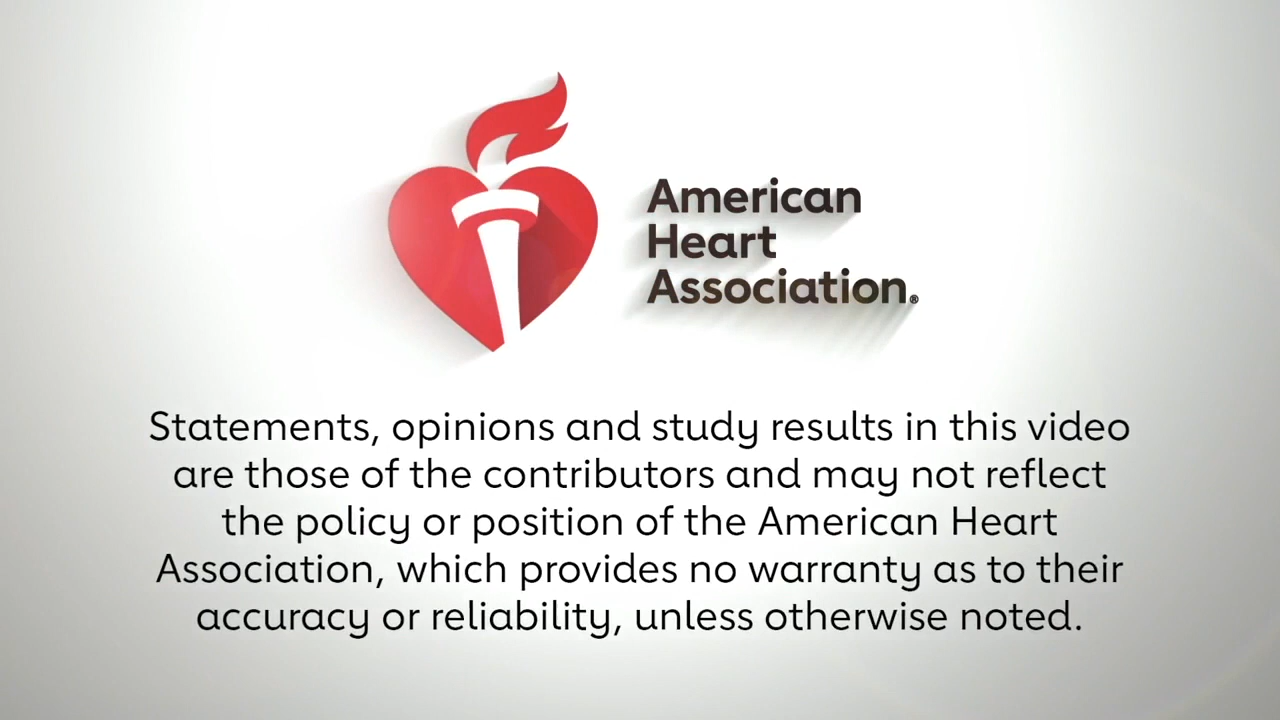 American
Heart
Association®
Statements, opinions and study results in this video
are those of the contributors and may not reflect
the policy or position of the American Heart
Association, which provides no warranty as to their
accuracy or reliability, unless otherwise noted.